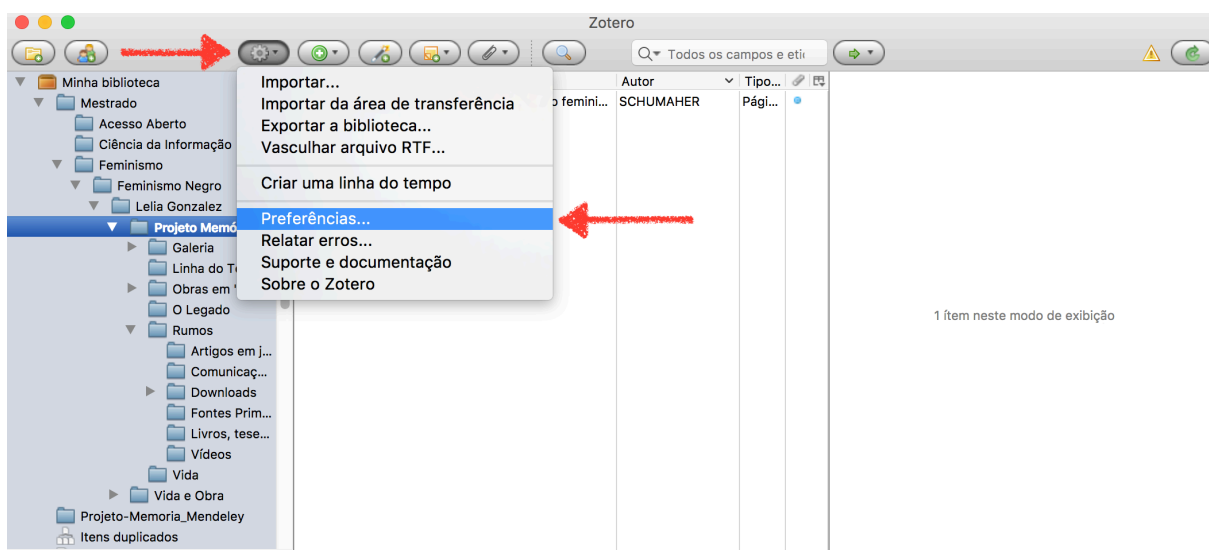 Zotero
Todos os campos e etic
Minha biblioteca
Mestrado
Acesso Aberto
Ciência da Informação
Feminismo
Feminismo Negro
Lelia Gonzalez
Projeto Memó
Galeria
Linha do T
Obras em "
O Legado
Rumos
Artigos em j...
Comunicaç...
Downloads
Fontes Prim...
Livros, tese...
Vídeos
Vida
Vida e Obra
Projeto-Memoria_Mendeley
Itens duplicados
Importar...
Importar da área de transferência
Exportar a biblioteca...
Vasculhar arquivo RTF...
Criar uma linha do tempo
Preferências...
Relatar erros...
Suporte e documentação
Sobre o Zotero
Autor Tipo...
o femini... SCHUMAHER Pági...
1 ítem neste modo de exibição